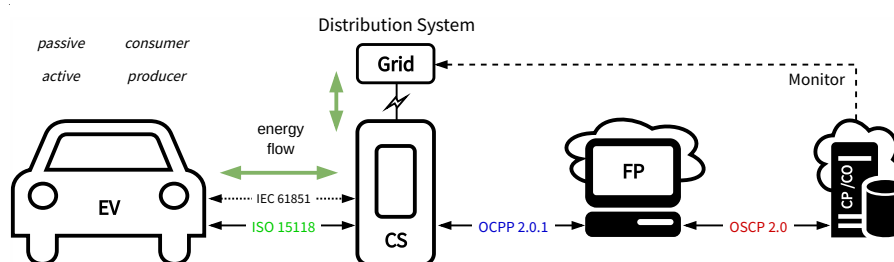 Distribution System
passive consumer
active producer
Grid
Monitor
energy
flow
EV
IEC 61851
ISO 15118
CS
OCPP 2.0.1
FP
OSCP 2.0
CP /CO